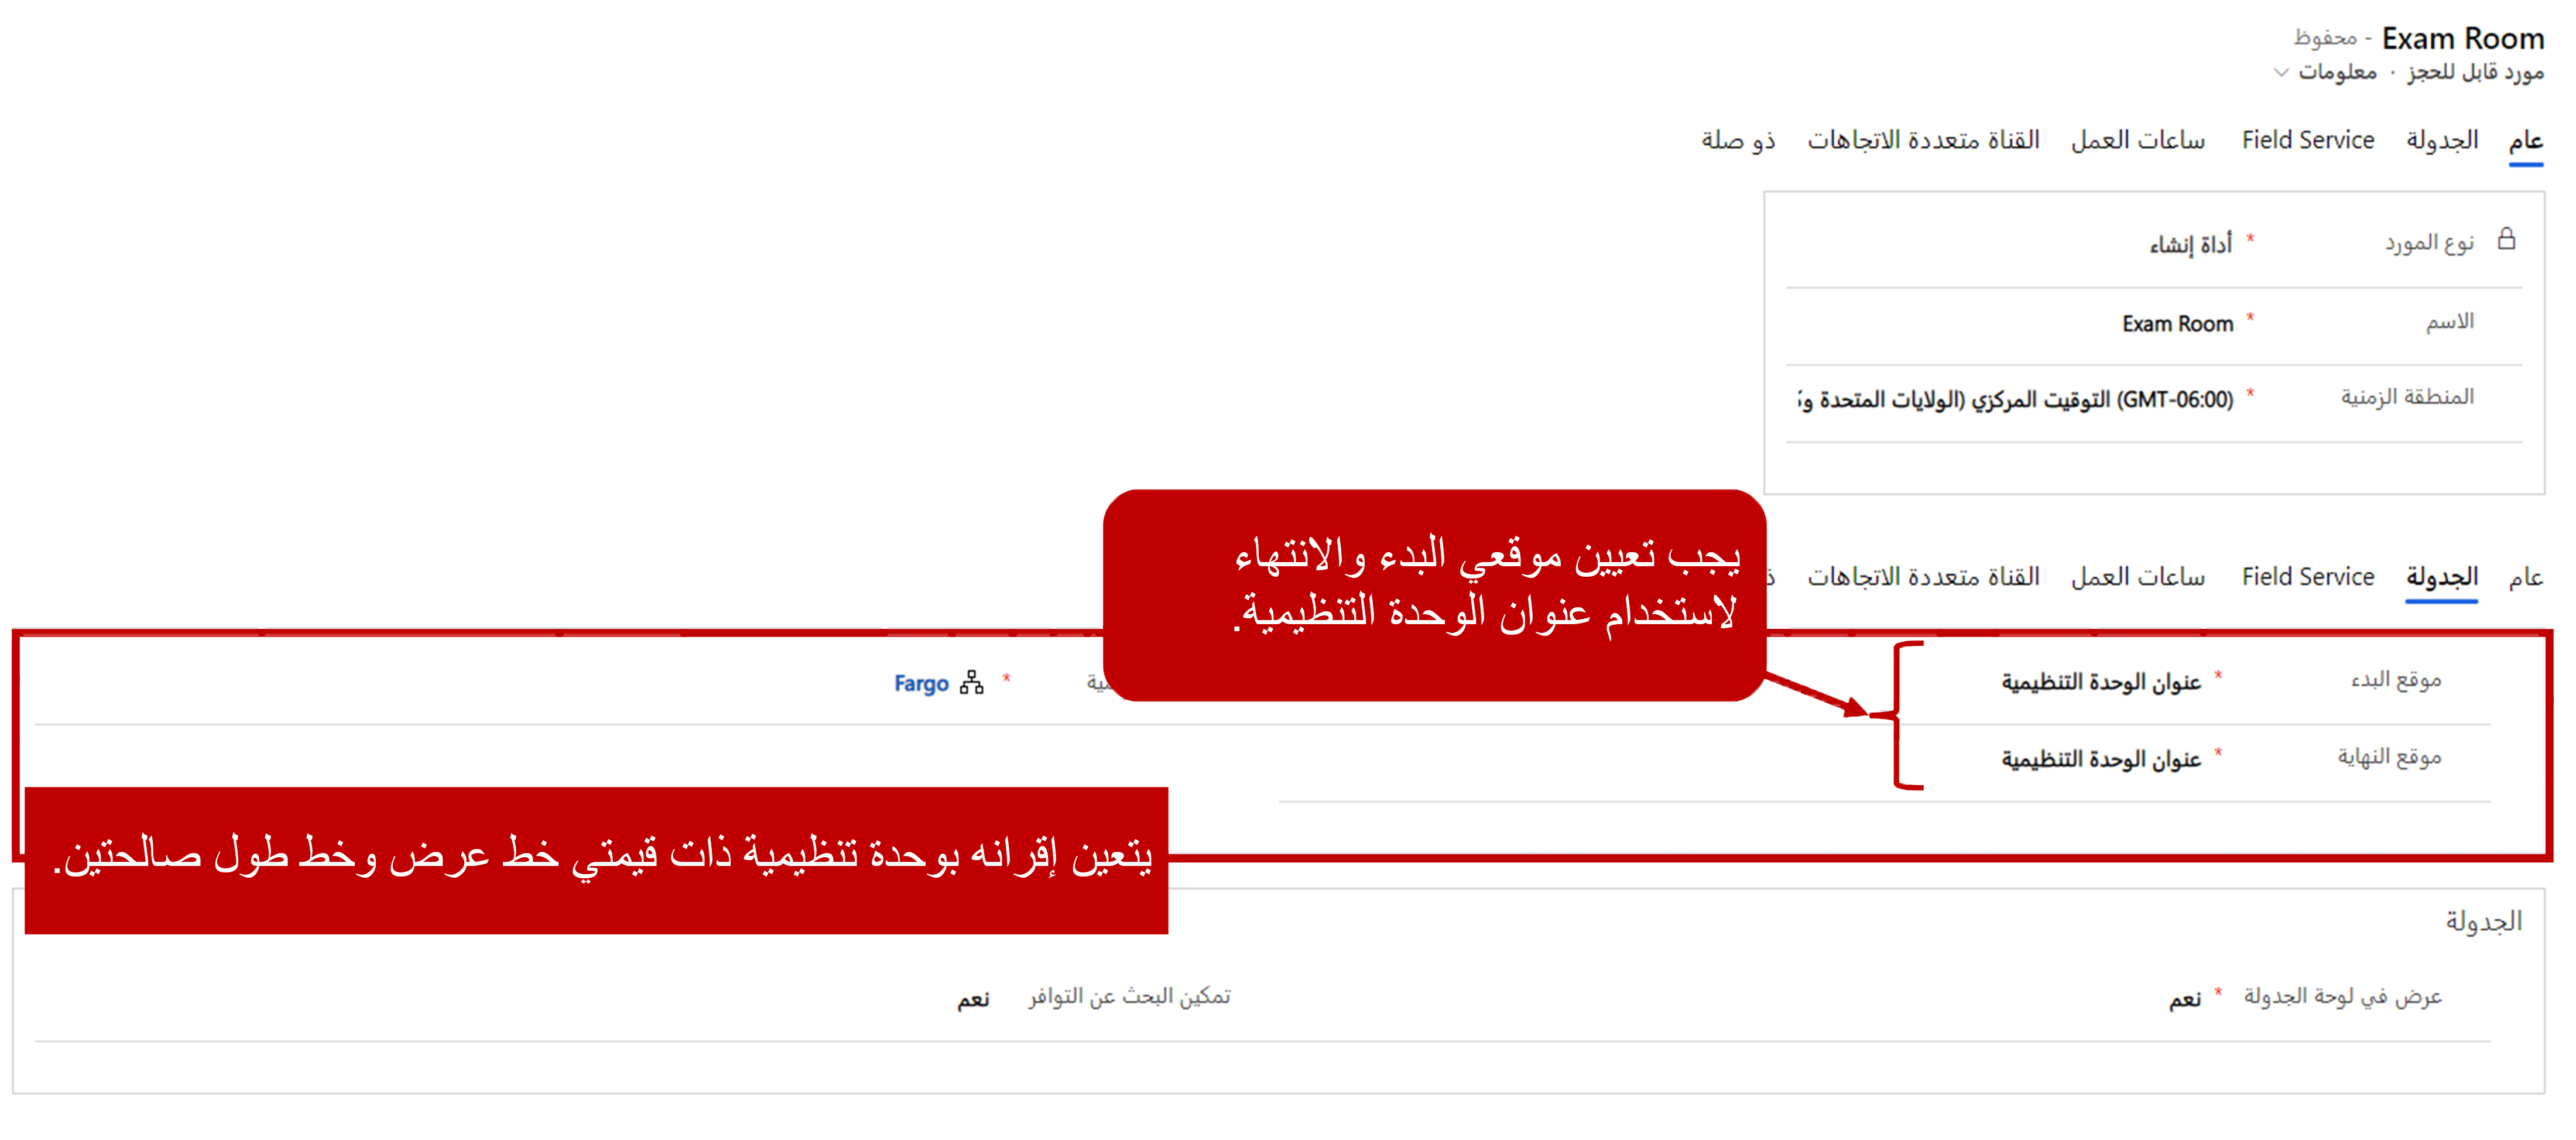 Exam Room - محفوظ
مورد قابل للحجز · معلومات
عام الجدولة Field Service ساعات العمل القناة متعددة الاتجاهات ذو صلة
نوع المورد * أداة إنشاء
الاسم * Exam Room
المنطقة الزمنية * (GMT-06:00) التوقيت المركزي (الولايات المتحدة
يجب تعيين موقعي البدء والانتهاء
لاستخدام عنوان الوحدة التنظيمية.
عام الجدولة Field Service ساعات العمل القناة متعددة الاتجاهات
موقع البدء * عنوان الوحدة التنظيمية * Fargo
موقع النهاية * عنوان الوحدة التنظيمية
يتعين إقرانه بوحدة تنظيمية ذات قيمتي خط عرض وخط طول صالحتين.
الجدولة
عرض في لوحة الجدولة * نعم تمكين البحث عن التوافر نعم